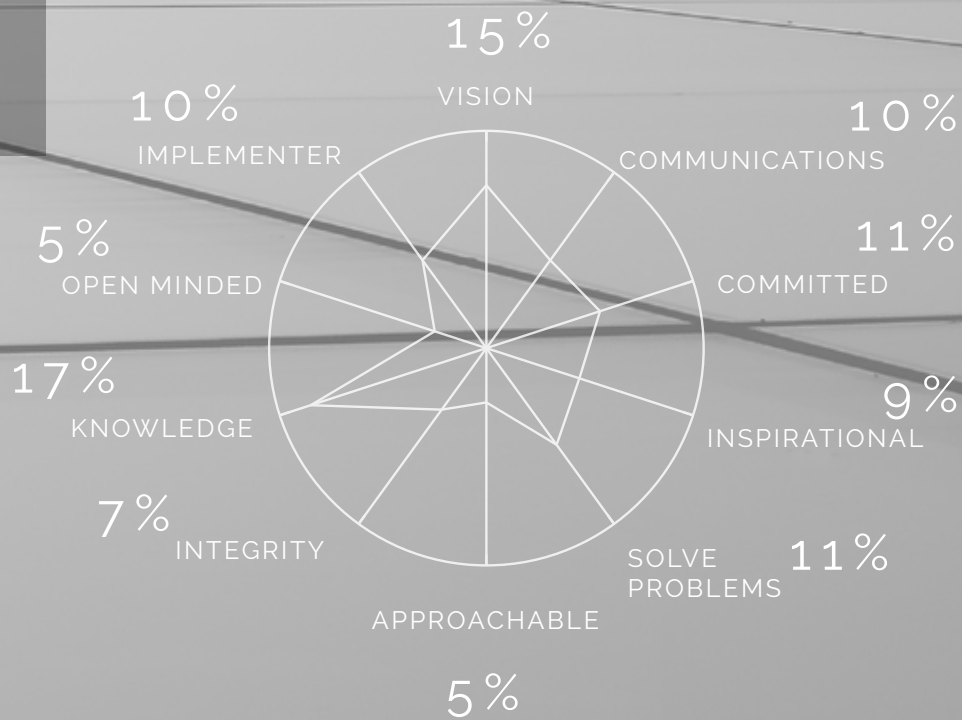 15%
VISION
10%
IMPLEMENTER
10%
COMMUNICATIONS
5%
OPEN MINDED
11%
COMMITTED
17%
KNOWLEDGE
9%
INSPIRATIONAL
7%
INTEGRITY
SOLVE
PROBLEMS
11%
APPROACHABLE
5%